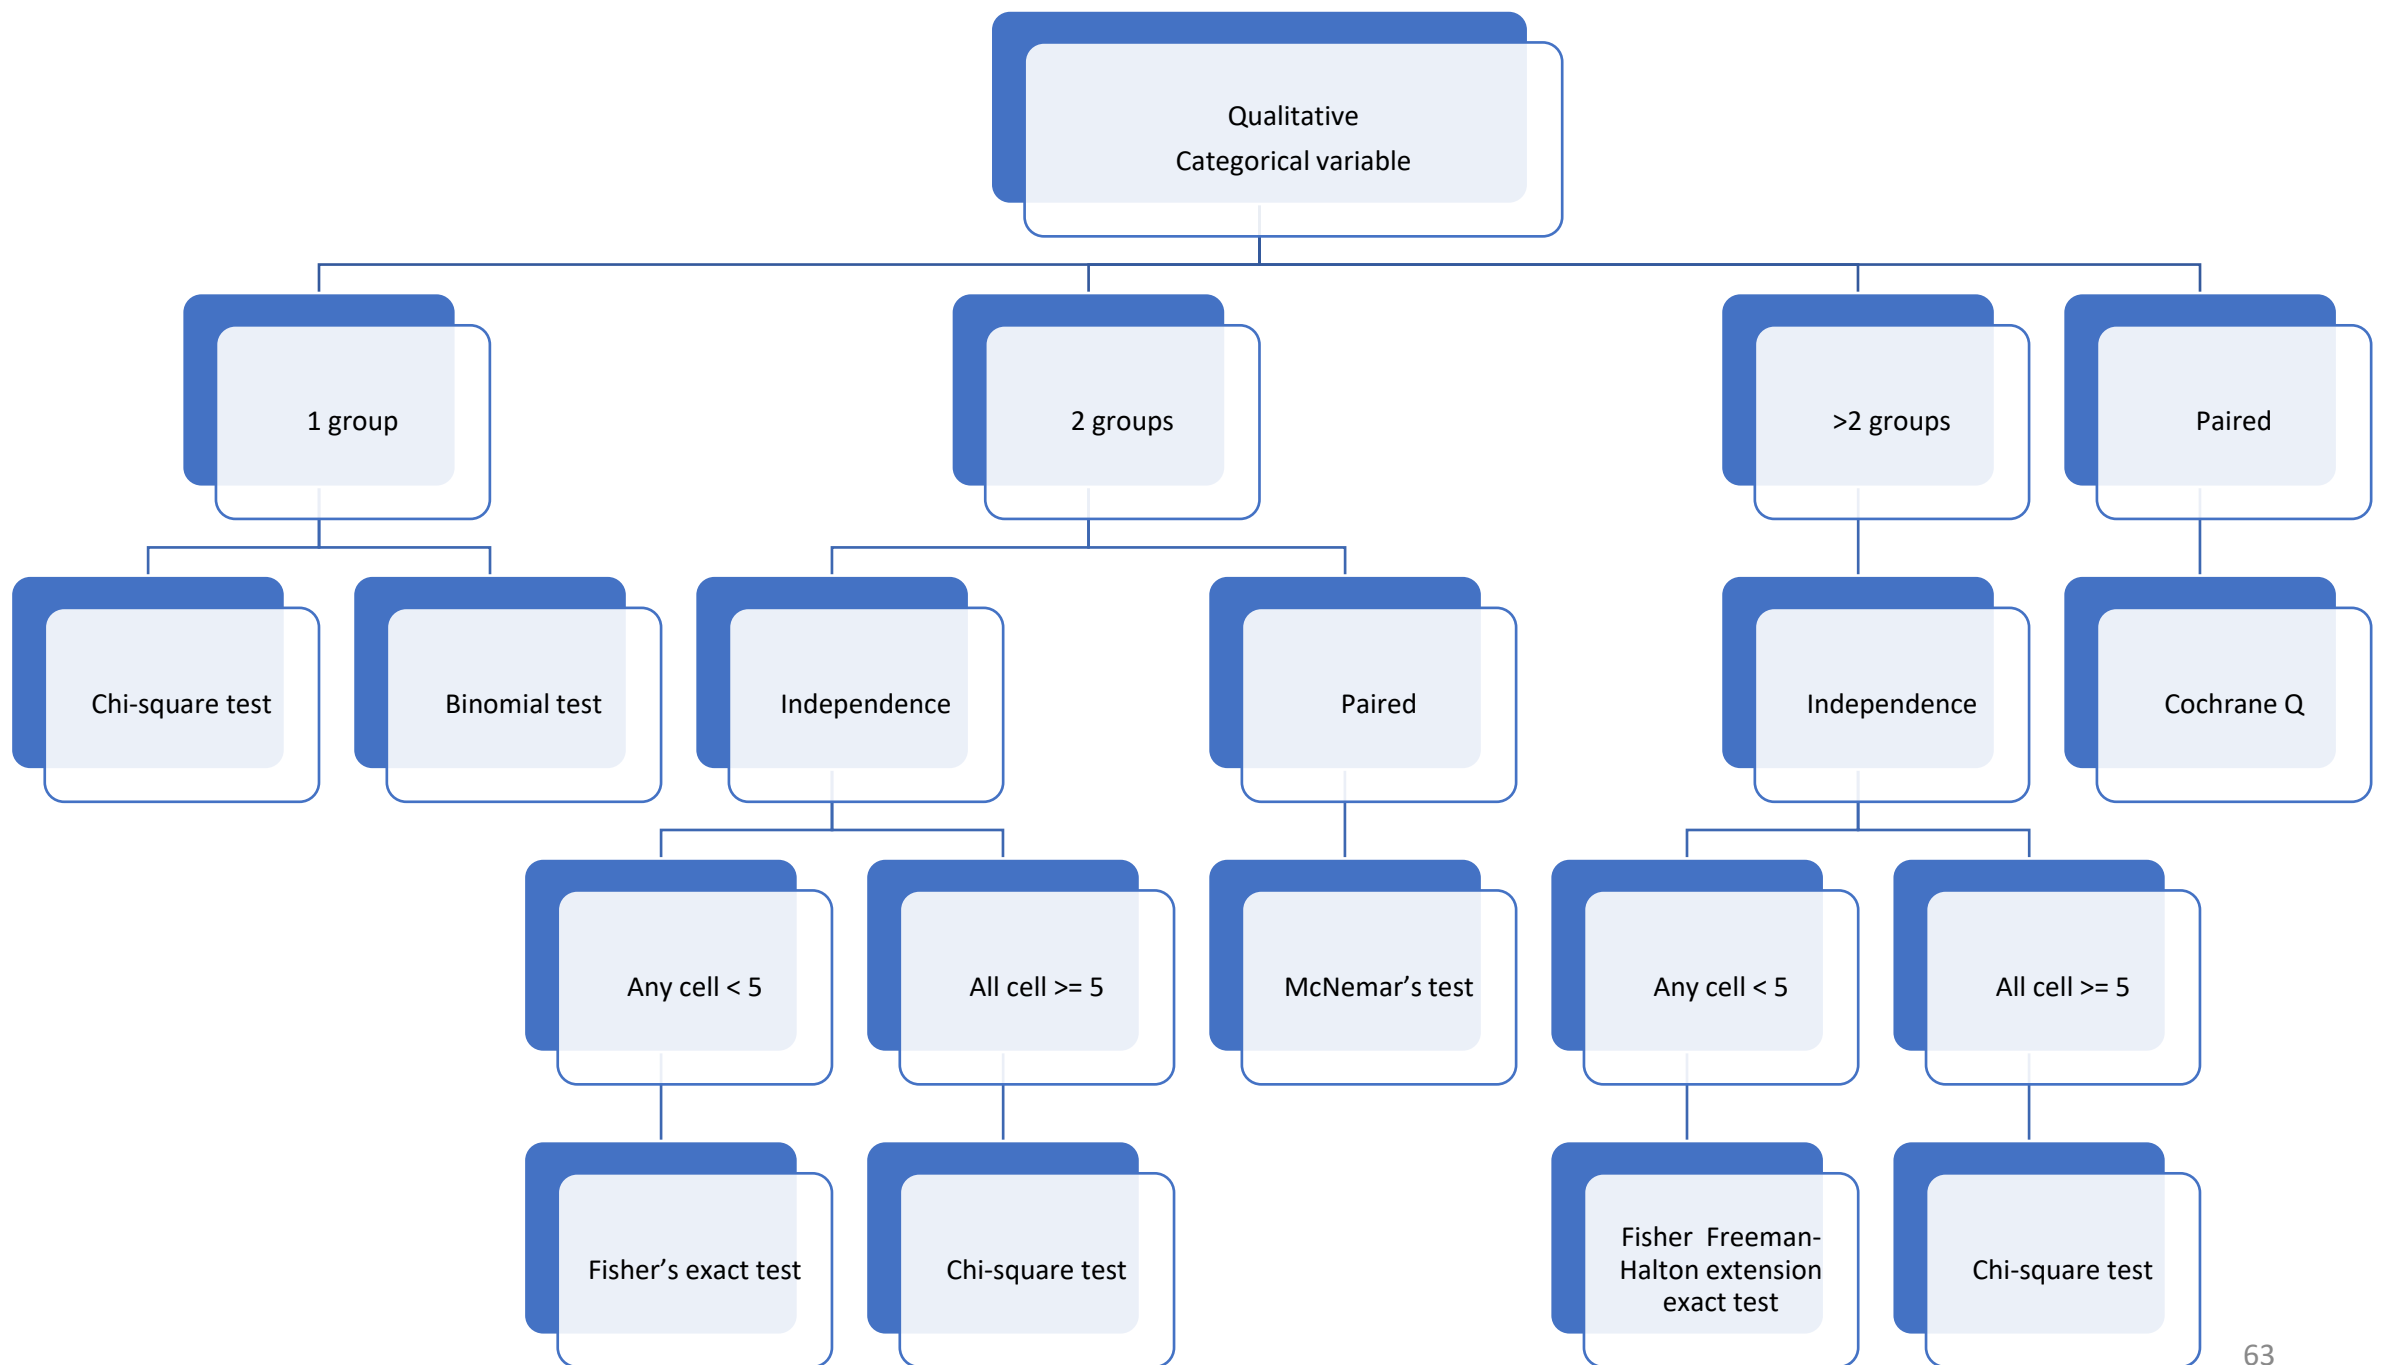 Qualitative
Categorical variable
1 group
2 groups
>2 groups
Paired
Chi-square test
Binomial test
Independence
Paired
Independence
Cochrane Q
Any cell < 5
All cell >= 5
McNemar’s test
Any cell < 5
All cell >= 5
Fisher’s exact test
Chi-square test
Fisher  Freeman-
Halton extension
exact test
Chi-square test
63